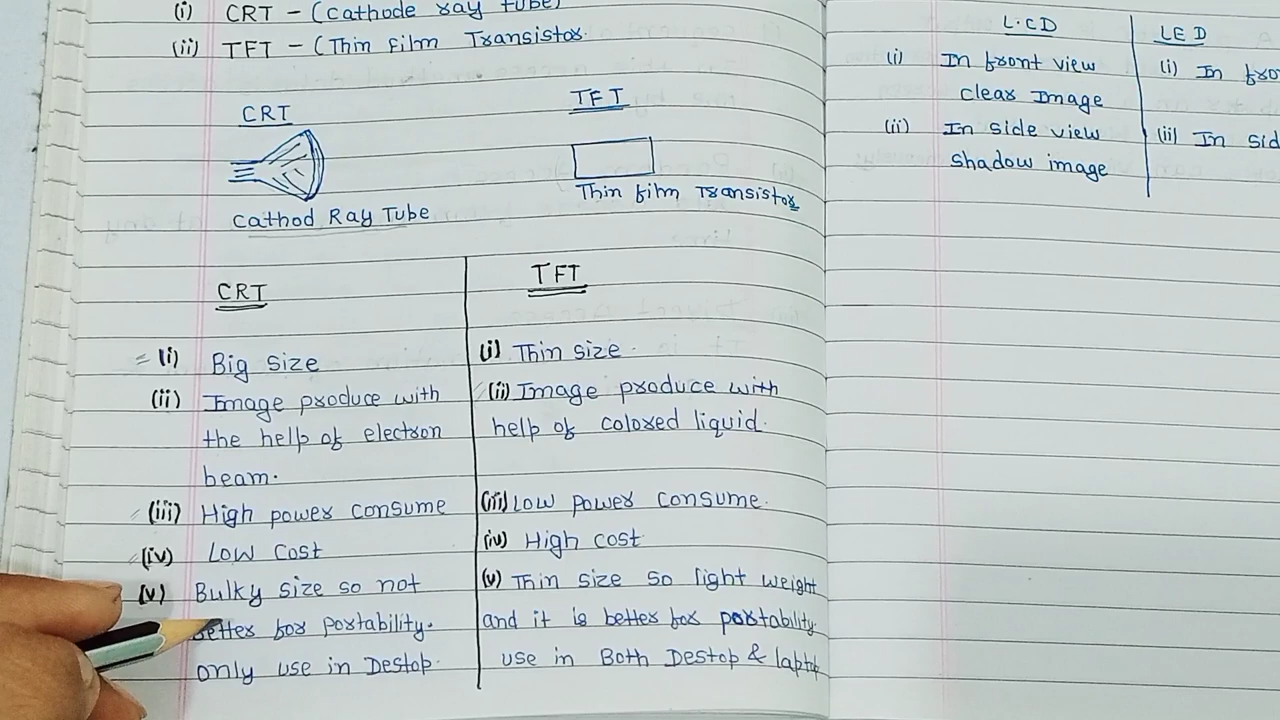 (i) CRT - (Cathode ray tube)
(ii) TFT - (Thin film Transistor
CRT
TFT
Cathod Ray Tube
Thin film Transistor
CRT
TFT
(i) Big size
(ii) Image produce with
the help of electron
beam.
(iii) High power consume
(iv) Low cost
(v) Bulky size so not
better for portability.
only use in Destop.
(i) Thin size.
(ii) Image produce with
help of colored liquid.
(iii) Low power consume.
(iv) High cost
(v) Thin size so light weight
and it is better for portability
use in Both Destop & laptop
L.CD
(i) In front view
clear Image
(ii) In side view
shadow image
LED
(i) In fro
(ii) In sid